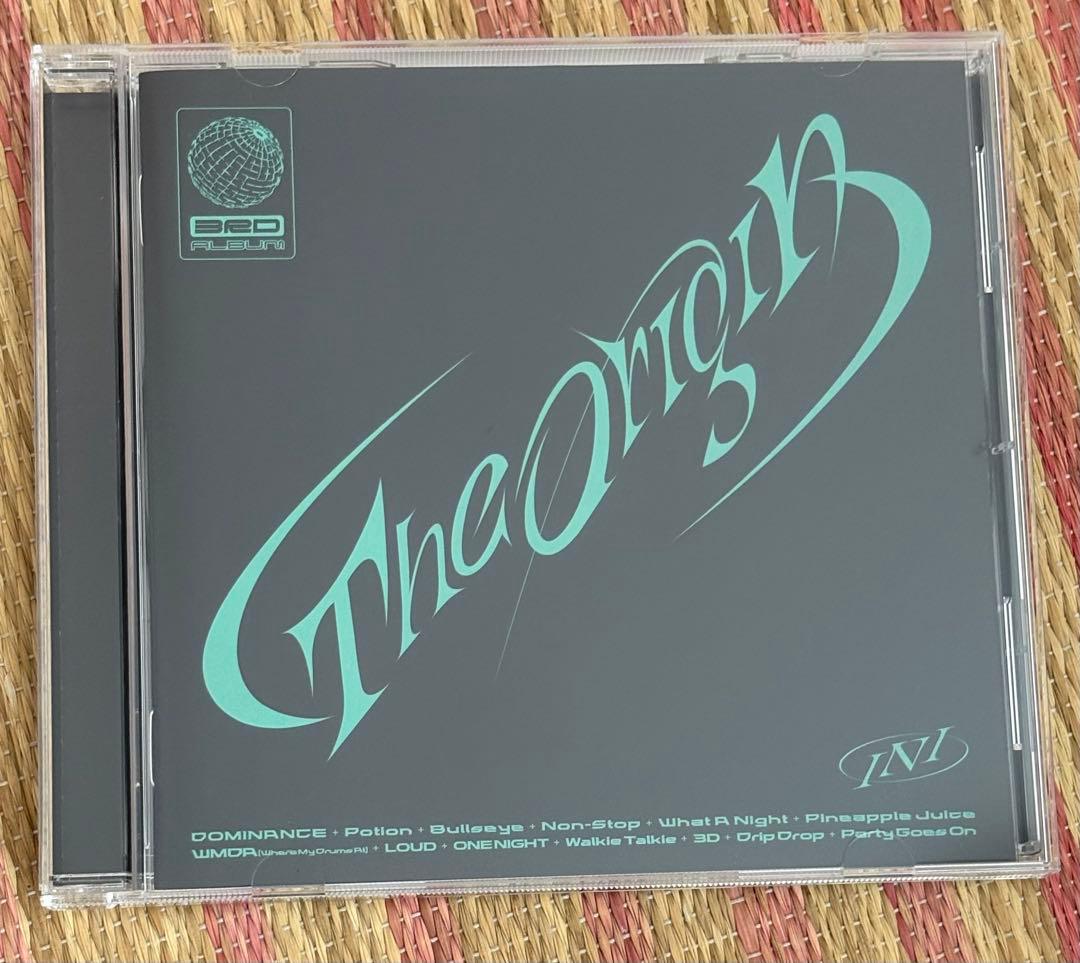 3RD
ALBUM
The Origin
INI
DOMINANCE + Potion + Bullseye + Non-Stop + What A Night + Pineapple Juice
WMDA (Where My Drums At) + LOUD + ONE NIGHT + Walkie Talkie + 3D + Drip Drop + Party Goes On